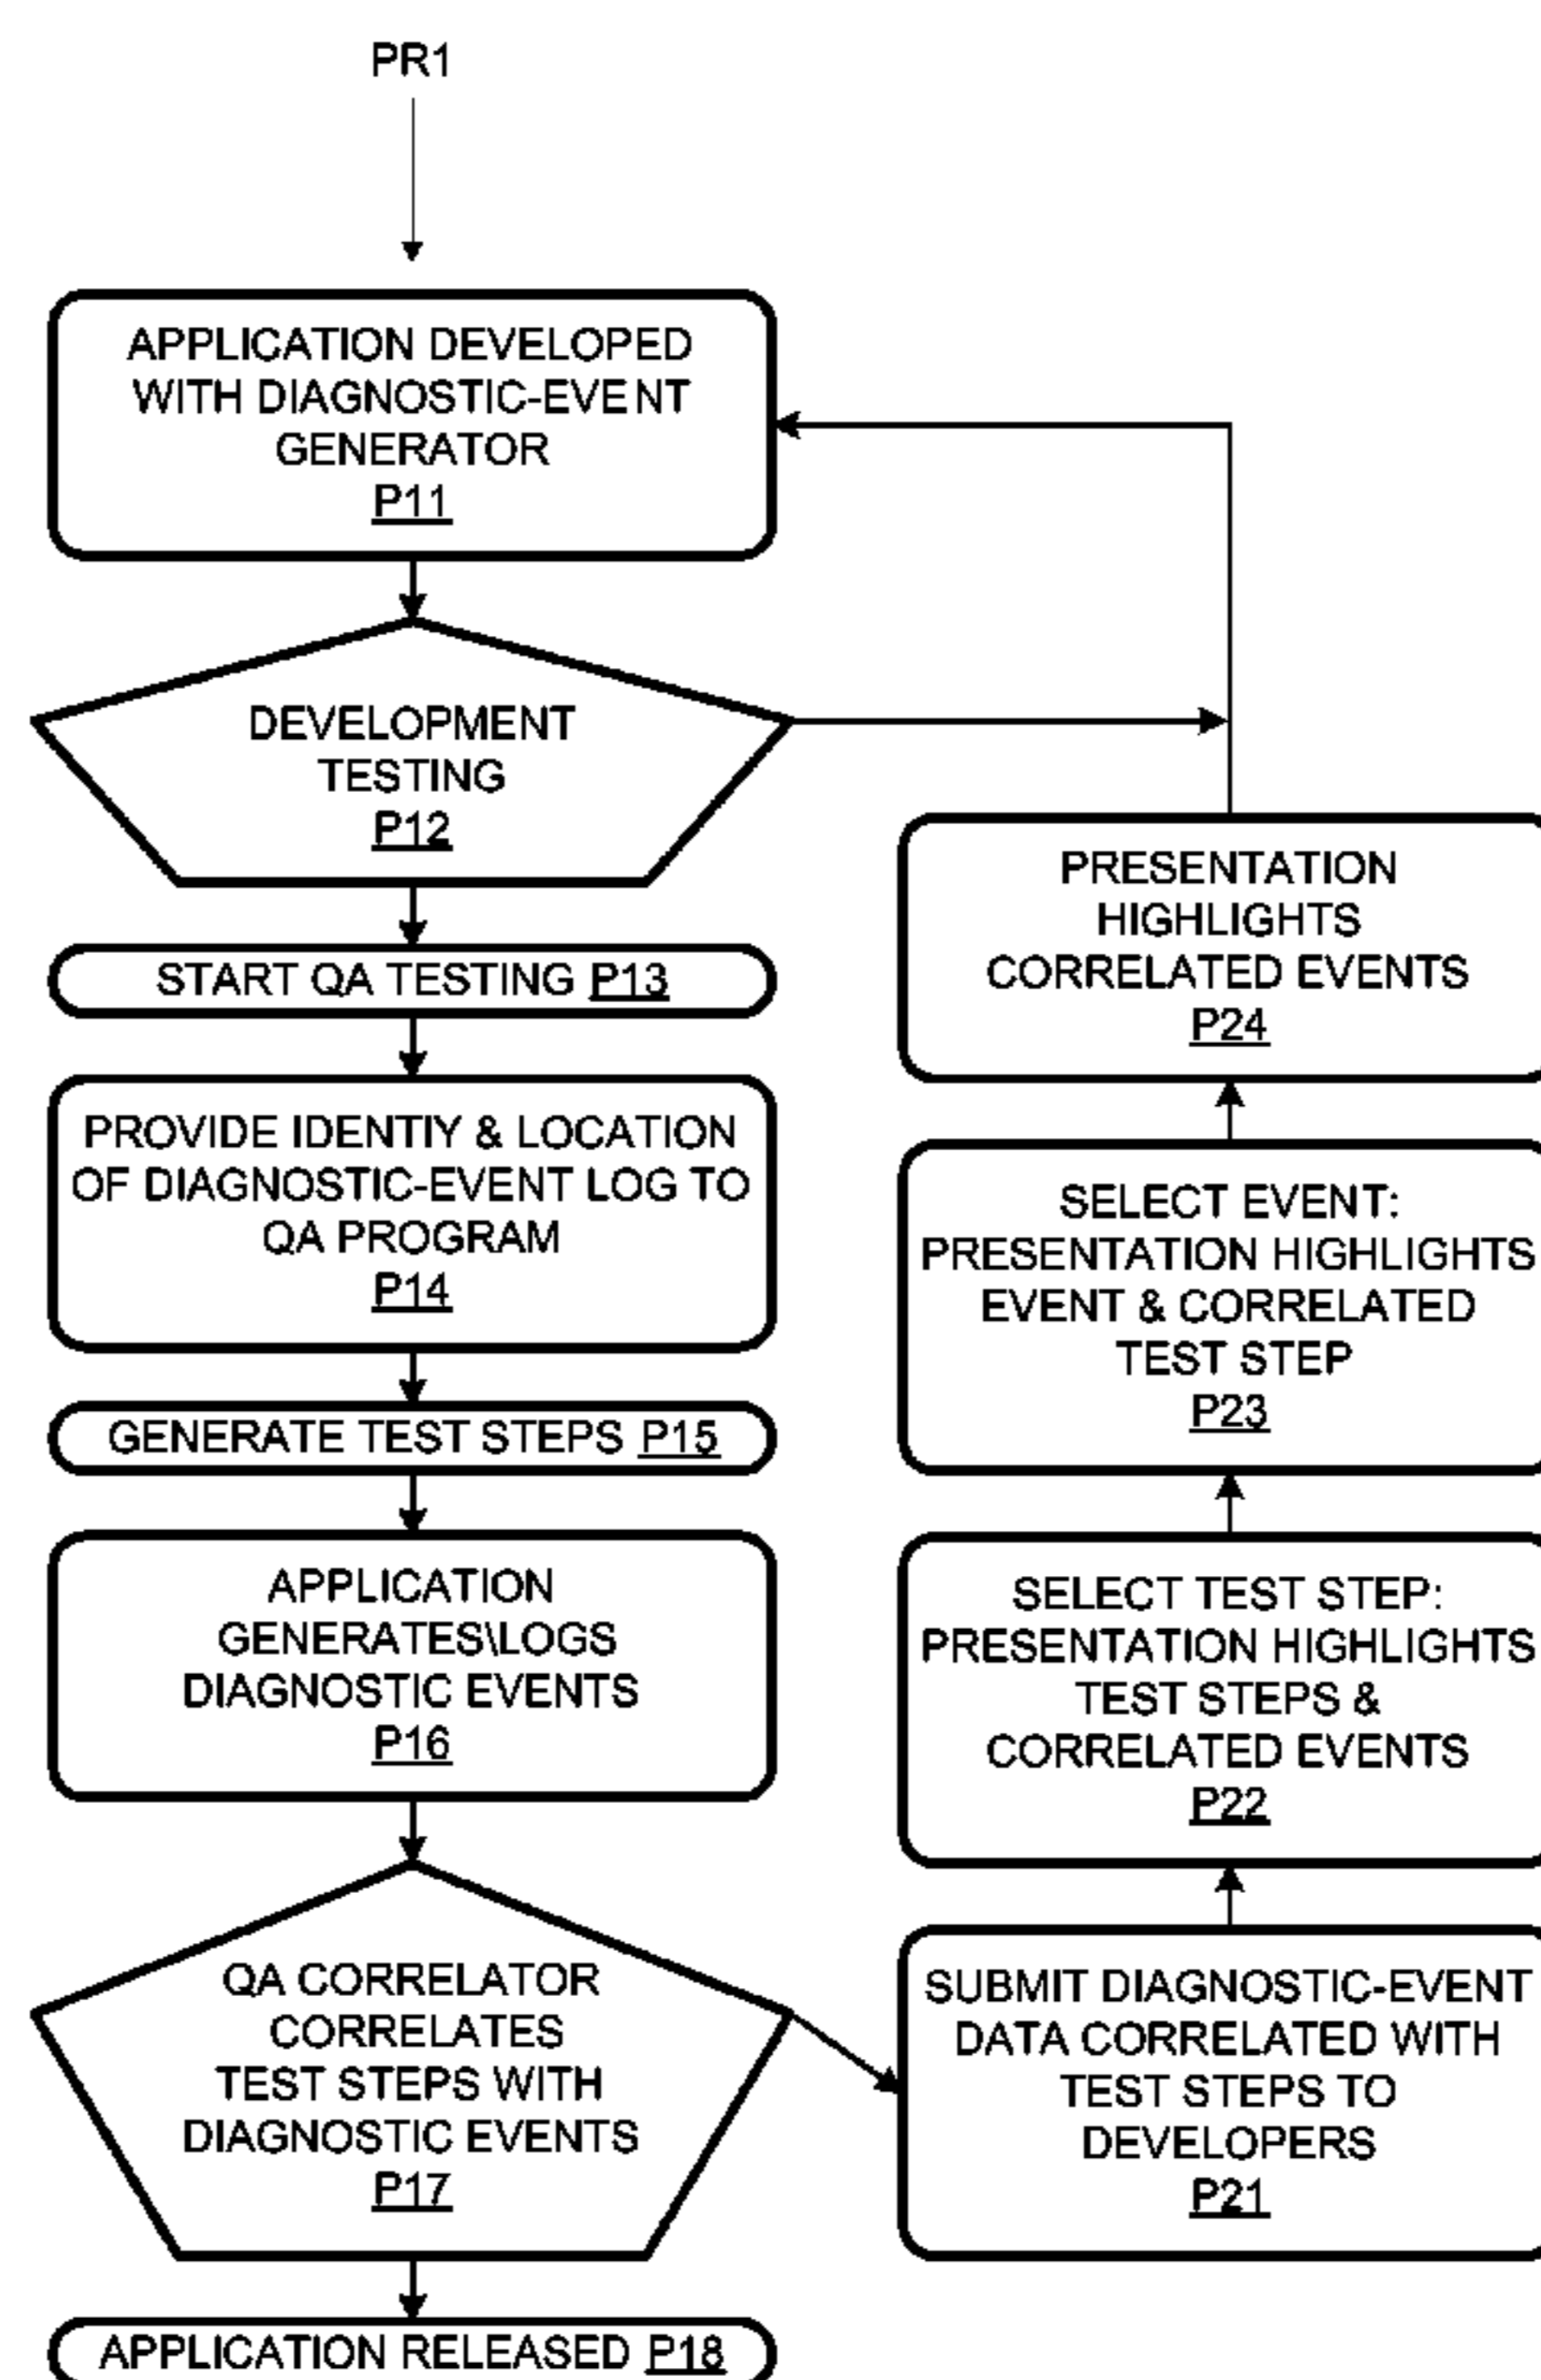 PR1
APPLICATION DEVELOPED
WITH DIAGNOSTIC-EVENT
GENERATOR
P11
DEVELOPMENT
TESTING
P12
START QA TESTING P13
PROVIDE IDENTIY & LOCATION
OF DIAGNOSTIC-EVENT LOG TO
QA PROGRAM
P14
GENERATE TEST STEPS P15
APPLICATION
GENERATES\LOGS
DIAGNOSTIC EVENTS
P16
QA CORRELATOR
CORRELATES
TEST STEPS WITH
DIAGNOSTIC EVENTS
P17
APPLICATION RELEASED P18
PRESENTATION
HIGHLIGHTS
CORRELATED EVENTS
P24
SELECT EVENT:
PRESENTATION HIGHLIGHTS
EVENT & CORRELATED
TEST STEP
P23
SELECT TEST STEP:
PRESENTATION HIGHLIGHTS
TEST STEPS &
CORRELATED EVENTS
P22
SUBMIT DIAGNOSTIC-EVENT
DATA CORRELATED WITH
TEST STEPS TO
DEVELOPERS
P21